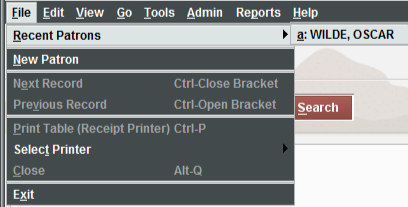 File Edit View Go Tools Admin Reports Help
Recent Patrons
a: WILDE, OSCAR
New Patron
Next Record Ctrl-Close Bracket
Previous Record Ctrl-Open Bracket
Search
Print Table (Receipt Printer) Ctrl-P
Select Printer
Close Alt-Q
Exit